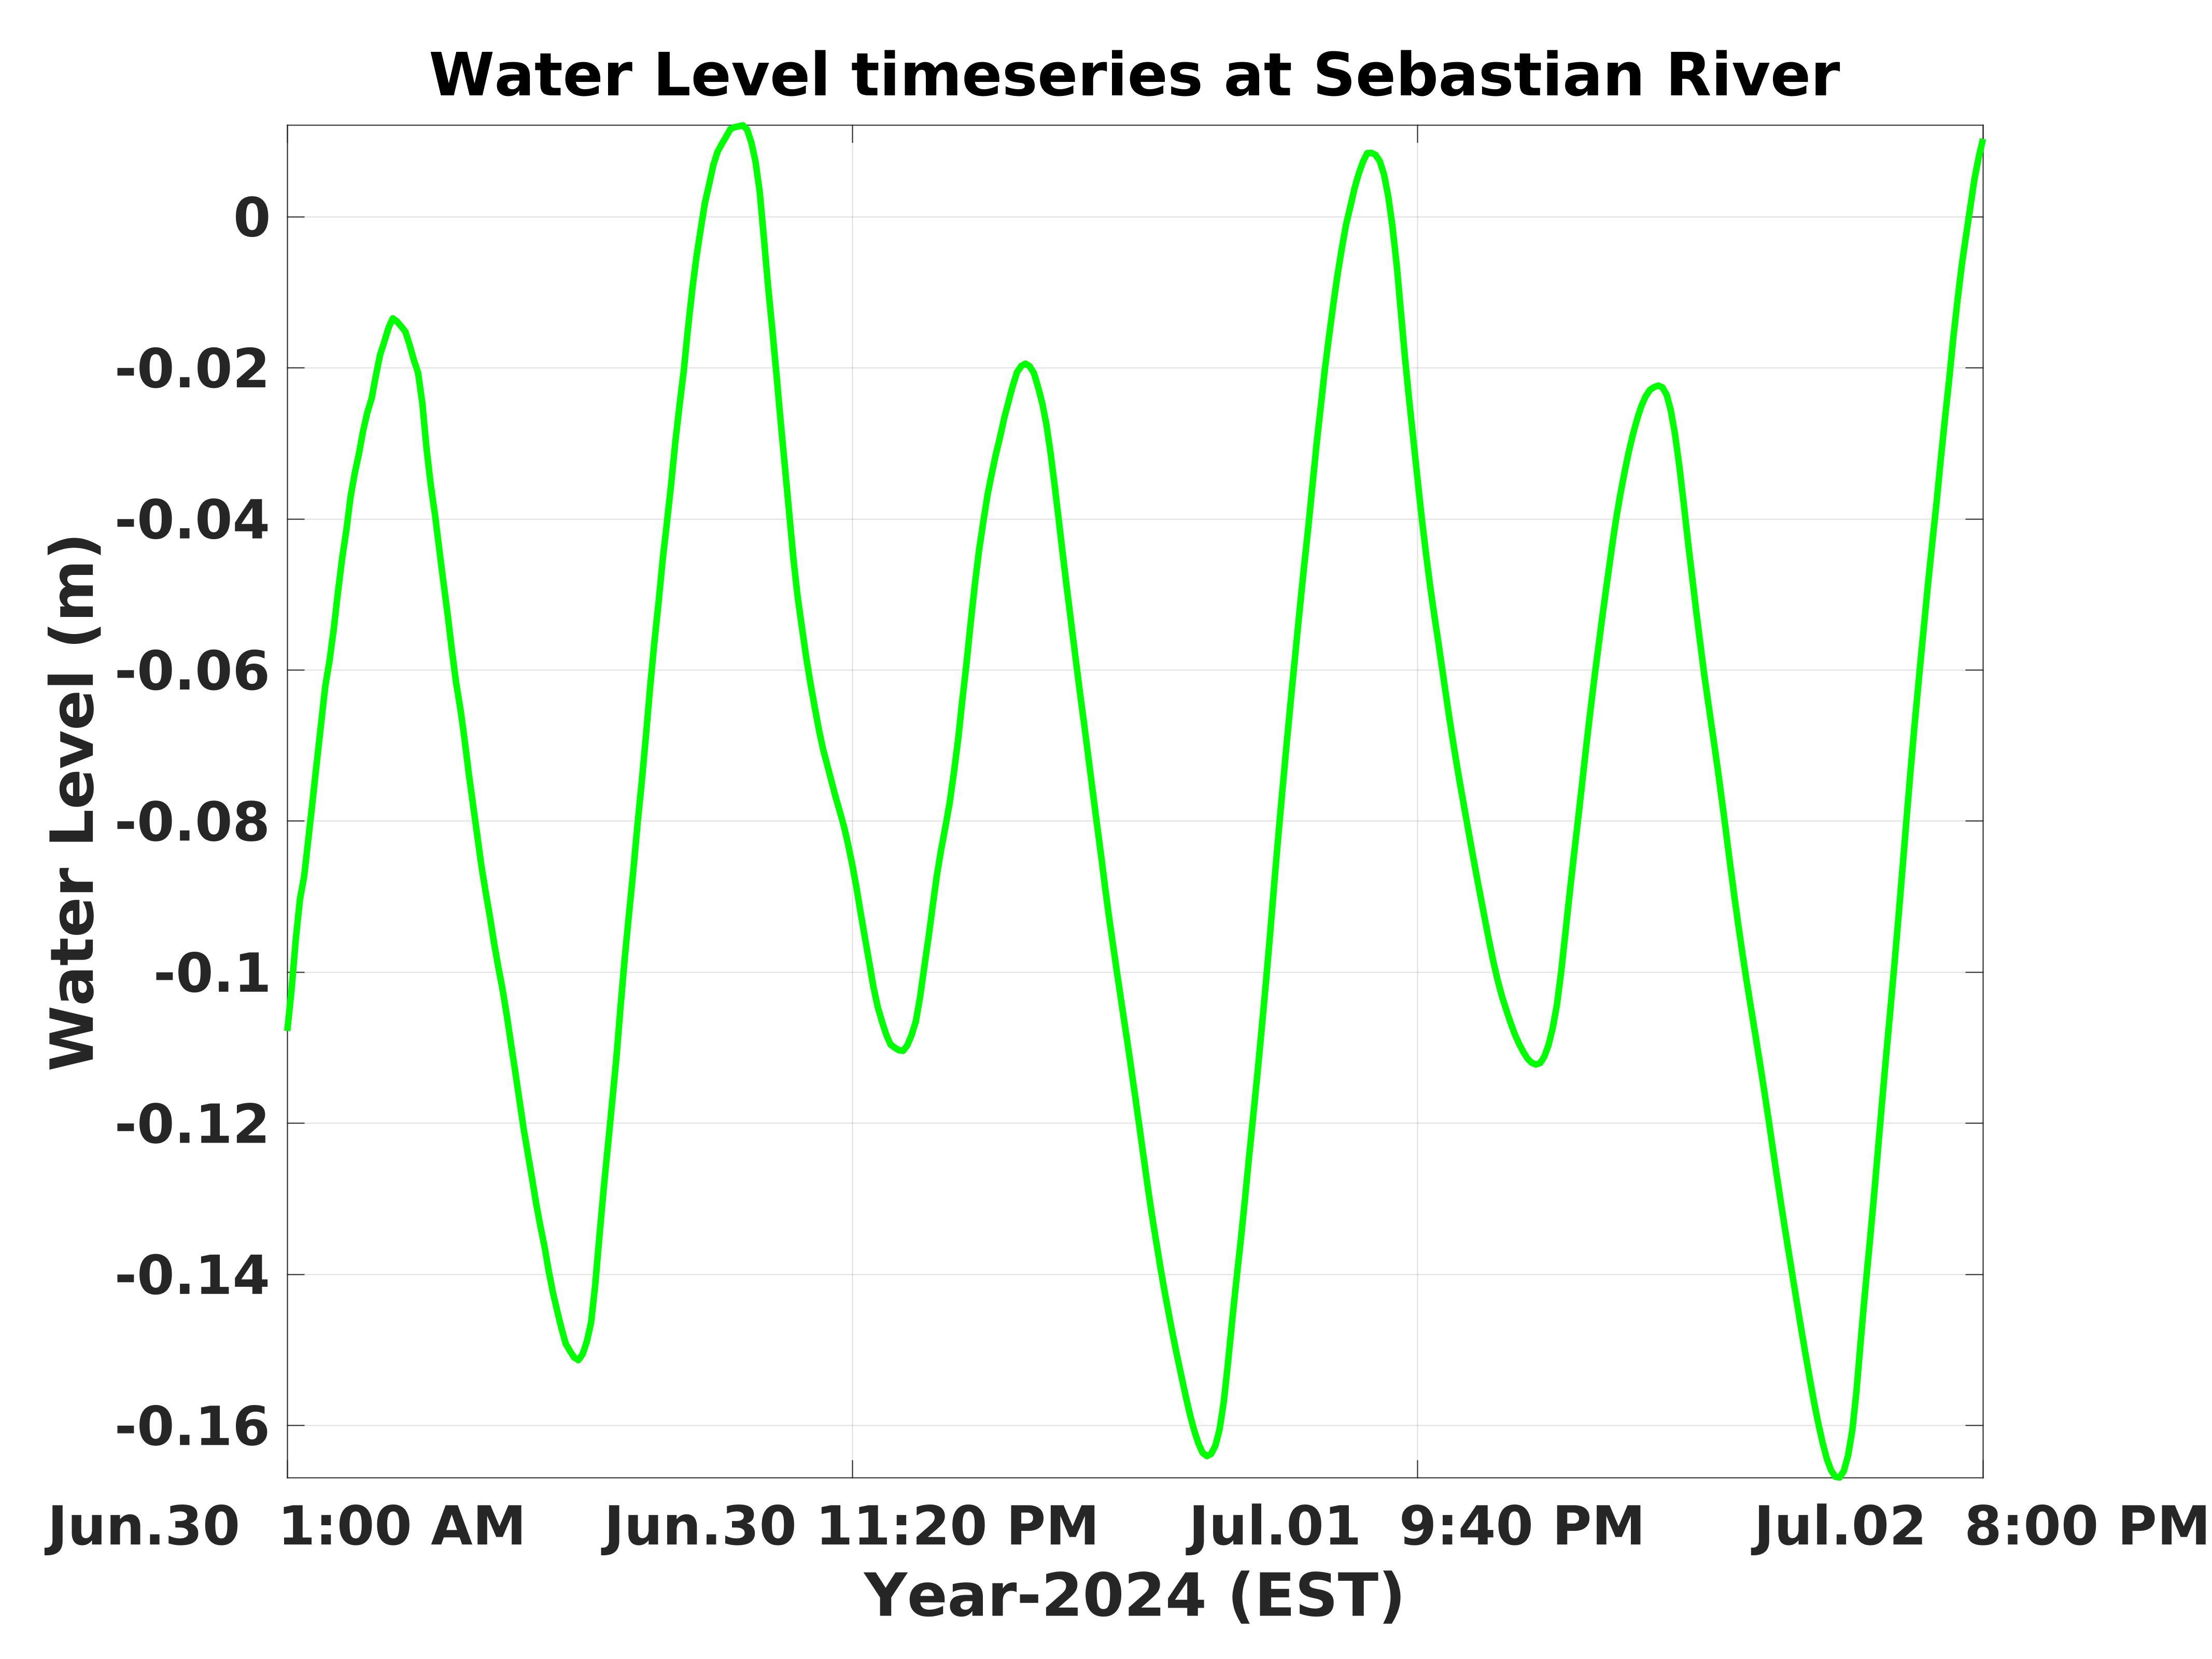 Water Level timeseries at Sebastian River
Water Level (m)
0
-0.02
-0.04
-0.06
-0.08
-0.1
-0.12
-0.14
-0.16
Jun.30  1:00 AM
Jun.30 11:20 PM
Jul.01  9:40 PM
Jul.02  8:00 PM
Year-2024 (EST)